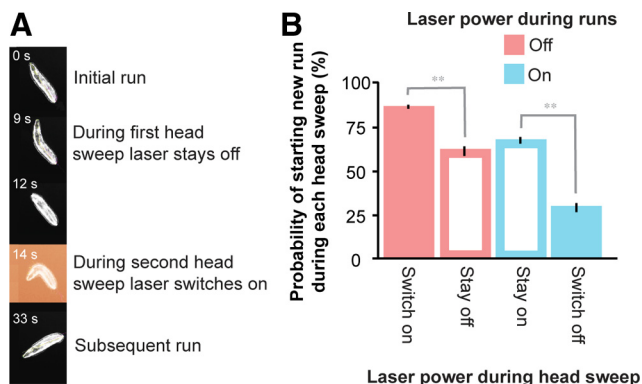 A
0 s
Initial run
9 s
During first head
sweep laser stays off
12 s
14 s
During second head
sweep laser switches on
33 s
Subsequent run
B
Laser power during runs
Off
On
Probability of starting new run
during each head sweep (%)
100
75
50
25
0
**
**
Switch on
Stay off
Stay on
Switch off
Laser power during head sweep